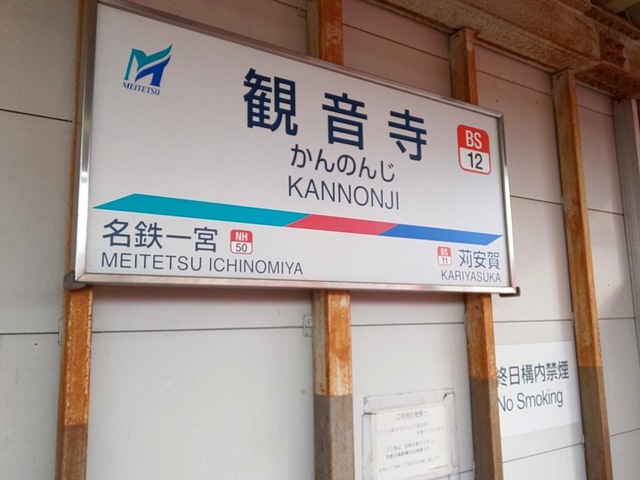 MEITETSU
観音寺
かんのんじ
KANNONJI
BS
12
名鉄一宮
NH
50
MEITETSU ICHINOMIYA
BS
11
苅安賀
KARIYASUKA
終日構内禁煙
No Smoking